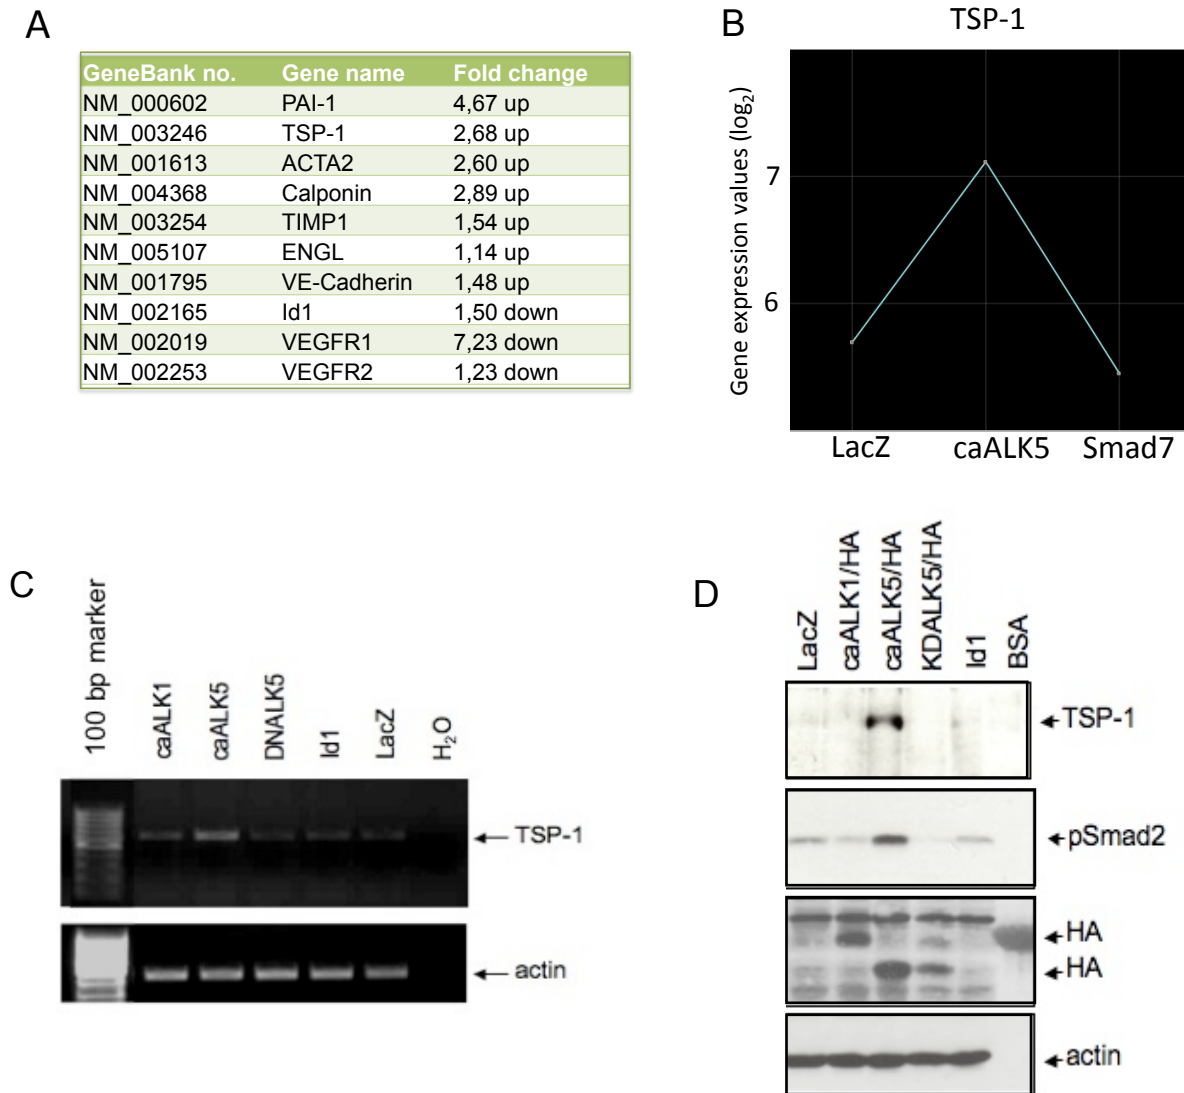 A
GeneBank no. Gene name Fold change
NM_000602 PAI-1 4,67 up
NM_003246 TSP-1 2,68 up
NM_001613 ACTA2 2,60 up
NM_004368 Calponin 2,89 up
NM_003254 TIMP1 1,54 up
NM_005107 ENGL 1,14 up
NM_001795 VE-Cadherin 1,48 up
NM_002165 Id1 1,50 down
NM_002019 VEGFR1 7,23 down
NM_002253 VEGFR2 1,23 down
B
TSP-1
Gene expression values (log₂)
7
6
LacZ caALK5 Smad7
C
100 bp marker
caALK1
caALK5
DNALK5
Id1
LacZ
H₂O
TSP-1
actin
D
LacZ
caALK1/HA
caALK5/HA
KDALK5/HA
Id1
BSA
TSP-1
pSmad2
HA
HA
actin